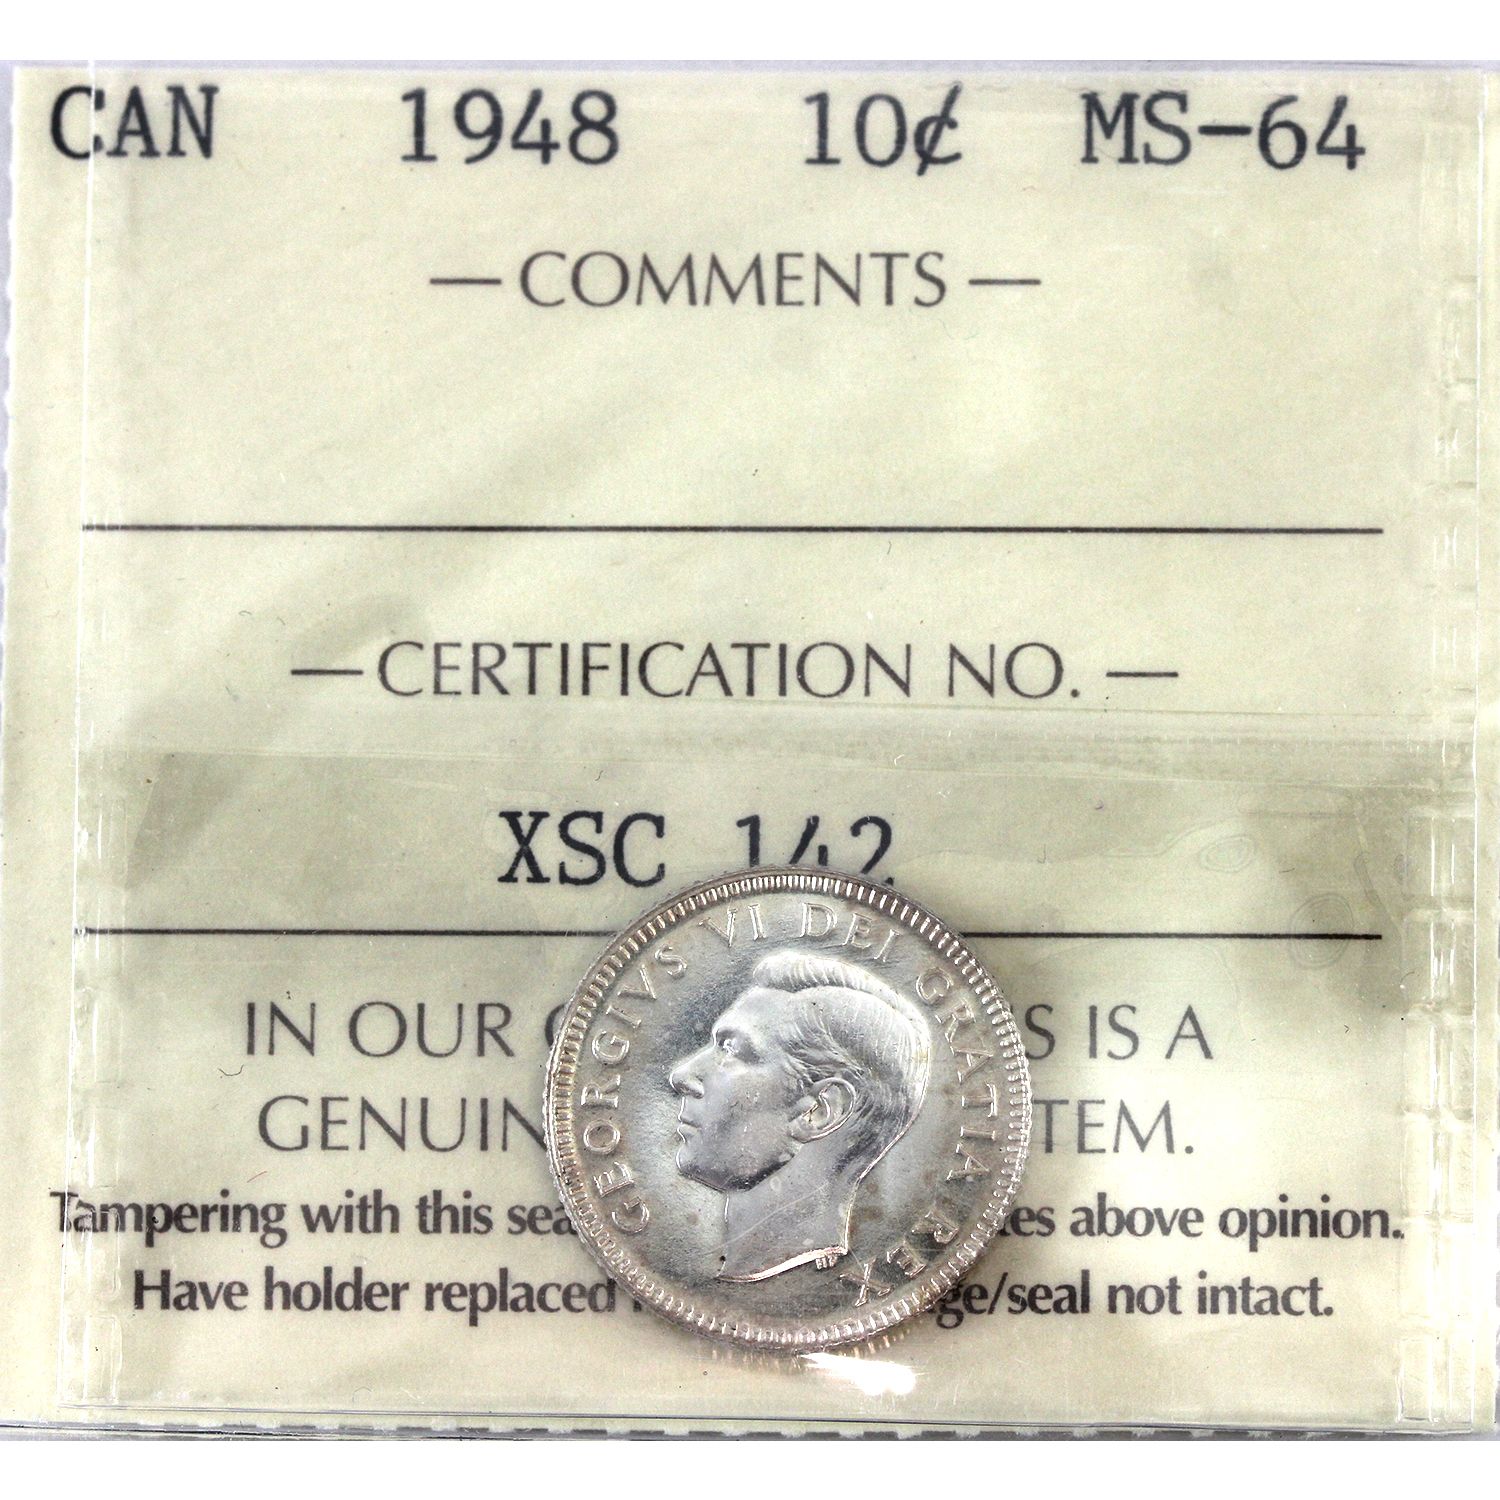 CAN 1948 10¢ MS-64
— COMMENTS —
— CERTIFICATION NO. —
XSC 142
GEORGIVS VI DEI GRATIA REX
HP
IN OUR S IS A
GENUIN TEM.
Tampering with this sea es above opinion.
Have holder replaced ge/seal not intact.